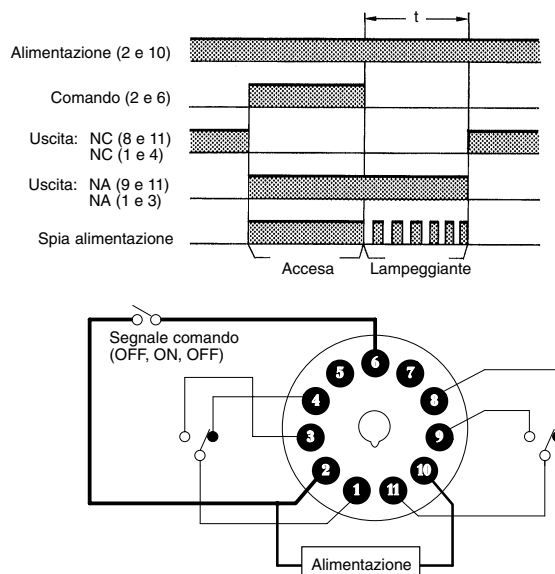 t
Alimentazione (2 e 10)
Comando (2 e 6)
Uscita: NC (8 e 11)
NC (1 e 4)
Uscita: NA (9 e 11)
NA (1 e 3)
Spia alimentazione
Accesa
Lampeggiante
Segnale comando
(OFF, ON, OFF)
6
5
7
4
8
3
9
2
10
1
11
Alimentazione